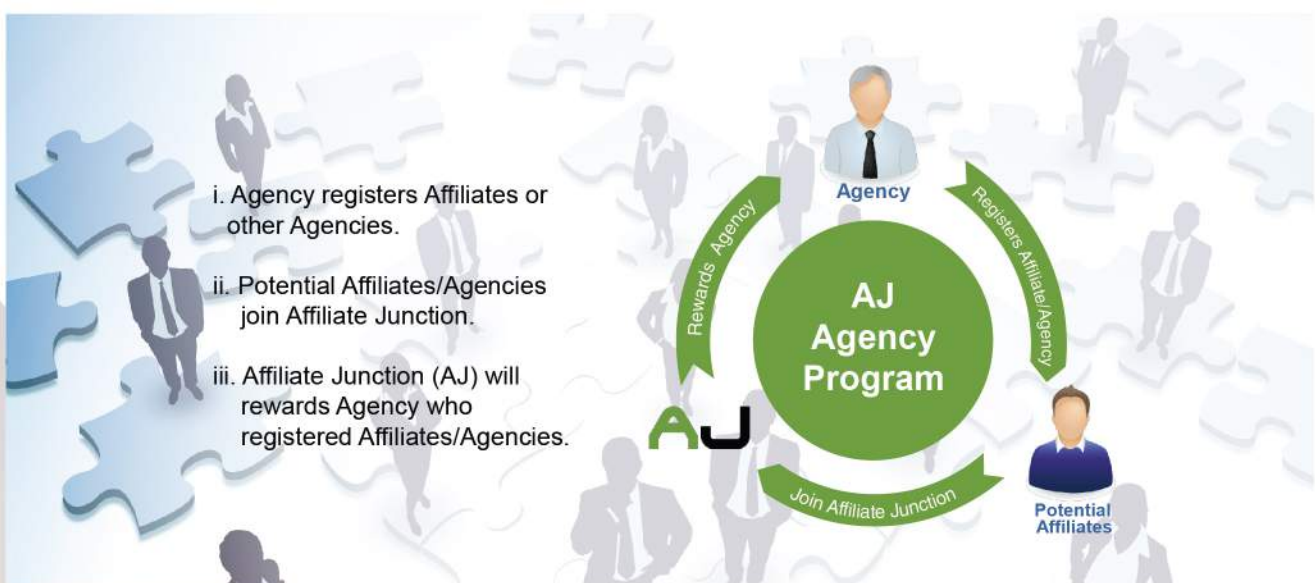 i. Agency registers Affiliates or
other Agencies.
ii. Potential Affiliates/Agencies
join Affiliate Junction.
iii. Affiliate Junction (AJ) will
rewards Agency who
registered Affiliates/Agencies.
Agency
Registers Affiliate/Agency
Rewards Agency
AJ
Agency
Program
AJ
Join Affiliate Junction
Potential
Affiliates